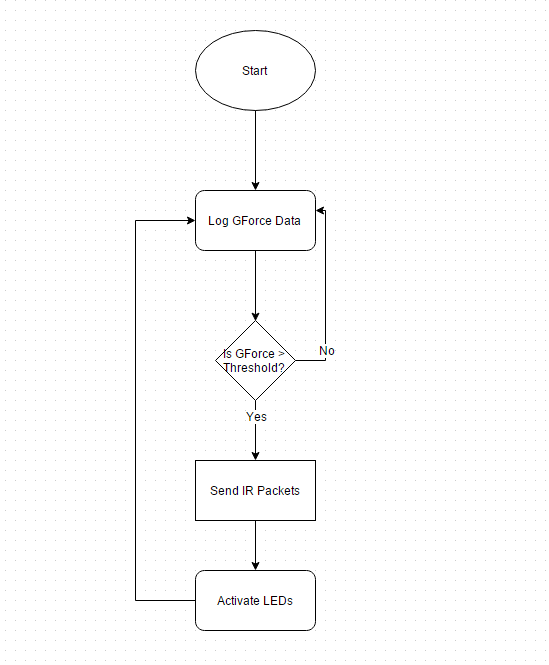 Start
Log GForce Data
Is GForce >
Threshold?
No
Yes
Send IR Packets
Activate LEDs